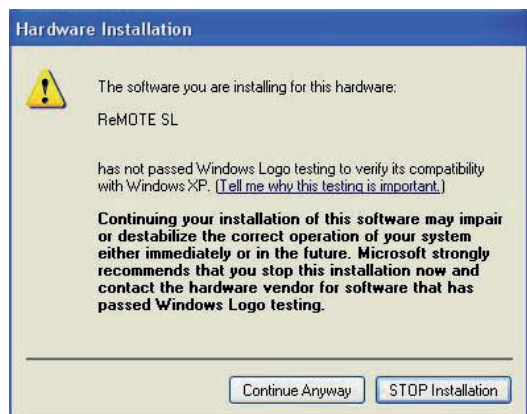 Hardware Installation
The software you are installing for this hardware:
ReMOTE SL
has not passed Windows Logo testing to verify its compatibility
with Windows XP. (Tell me why this testing is important.)
Continuing your installation of this software may impair
or destabilize the correct operation of your system
either immediately or in the future. Microsoft strongly
recommends that you stop this installation now and
contact the hardware vendor for software that has
passed Windows Logo testing.
Continue Anyway
STOP Installation